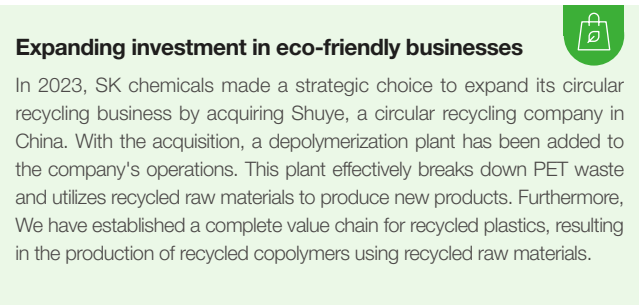 Expanding investment in eco-friendly businesses
In 2023, SK chemicals made a strategic choice to expand its circular
recycling business by acquiring Shuye, a circular recycling company in
China. With the acquisition, a depolymerization plant has been added to
the company's operations. This plant effectively breaks down PET waste
and utilizes recycled raw materials to produce new products. Furthermore,
We have established a complete value chain for recycled plastics, resulting
in the production of recycled copolymers using recycled raw materials.